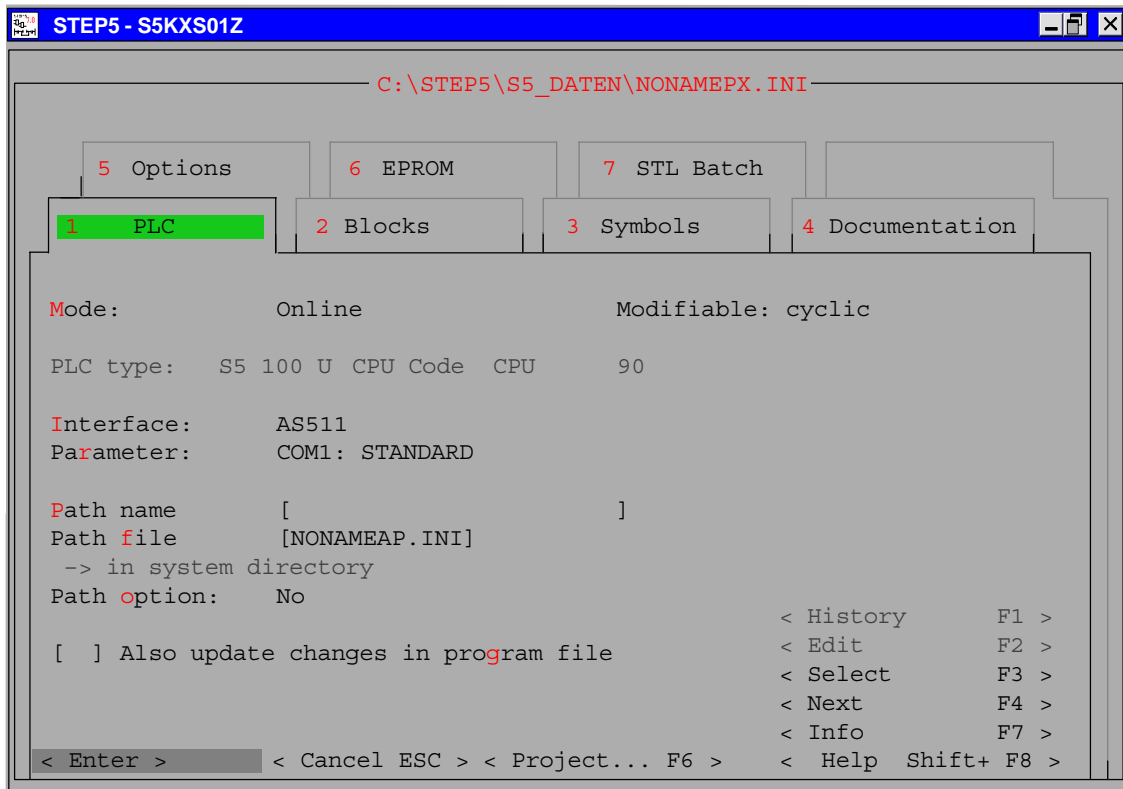 STEP5 - S5KXS01Z
C:\STEP5\S5_DATEN\NONAMEPX.INI
5 Options 6 EPROM 7 STL Batch
1 PLC 2 Blocks 3 Symbols 4 Documentation
Mode: Online Modifiable: cyclic
PLC type: S5 100 U CPU Code CPU 90
Interface: AS511
Parameter: COM1: STANDARD
Path name [ ]
Path file [NONAMEAP.INI]
-> in system directory
Path option: No
< History F1 >
[ ] Also update changes in program file
< Edit F2 >
< Select F3 >
< Next F4 >
< Info F7 >
< Enter > < Cancel ESC > < Project... F6 > < Help Shift+ F8 >